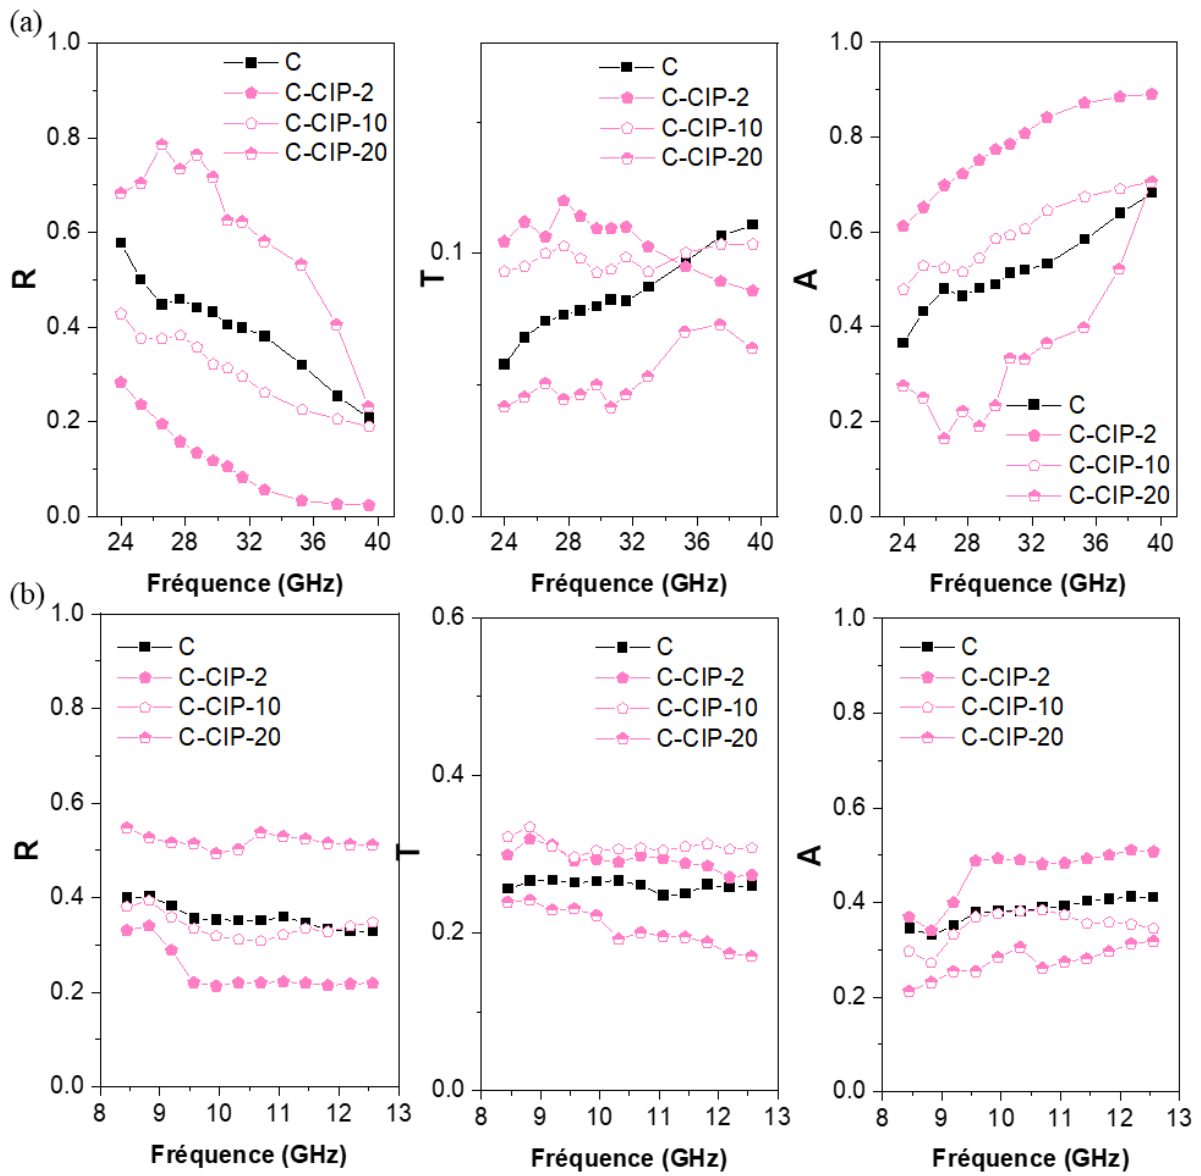 (a)
R
1.0
0.8
0.6
0.4
0.2
0.0
C
C-CIP-2
C-CIP-10
C-CIP-20
24 28 32 36 40
Fréquence (GHz)
T
0.1
0.0
C
C-CIP-2
C-CIP-10
C-CIP-20
24 28 32 36 40
Fréquence (GHz)
A
1.0
0.8
0.6
0.4
0.2
0.0
C
C-CIP-2
C-CIP-10
C-CIP-20
24 28 32 36 40
Fréquence (GHz)
(b)
R
1.0
0.8
0.6
0.4
0.2
0.0
C
C-CIP-2
C-CIP-10
C-CIP-20
8 9 10 11 12 13
Fréquence (GHz)
T
0.6
0.4
0.2
0.0
C
C-CIP-2
C-CIP-10
C-CIP-20
8 9 10 11 12 13
Fréquence (GHz)
A
1.0
0.8
0.6
0.4
0.2
0.0
C
C-CIP-2
C-CIP-10
C-CIP-20
8 9 10 11 12 13
Fréquence (GHz)